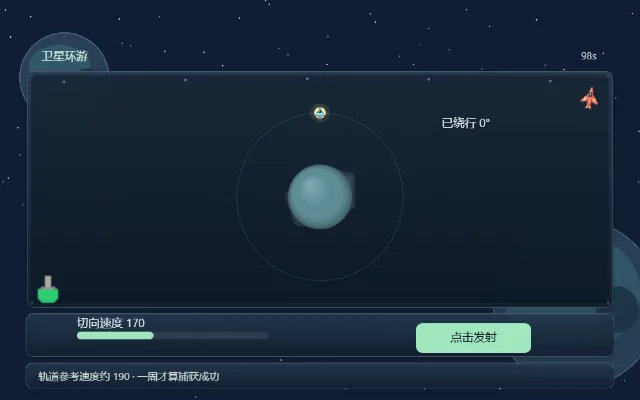 卫星环游
98s
已绕行 0°
切向速度 170
点击发射
轨道参考速度约 190 · 一周才算捕获成功